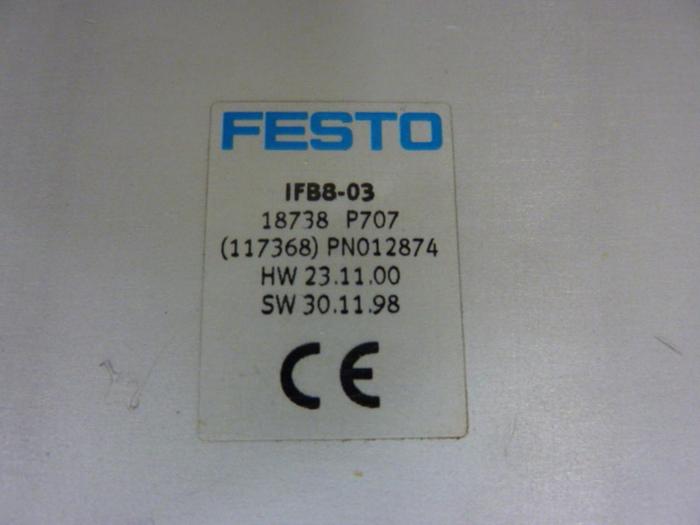 FESTO
IFB8-03
18738 P707
(117368) PN012874
HW 23.11.00
SW 30.11.98
CE